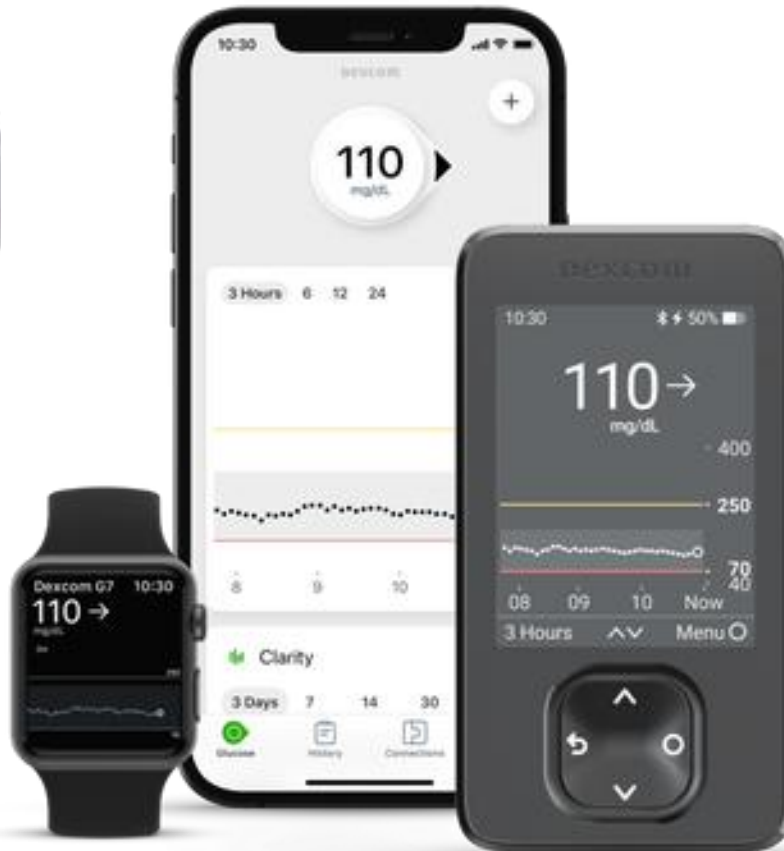 10:30
Dexcom
+
110
mg/dL
3 Hours 6 12 24
8 9 10
Clarity
3 Days 7 14 30
Glucose History Connections
Dexcom G7 10:30
110 →
mg/dL
Dexcom
10:30 50%
110 →
mg/dL
400
250
70
40
08 09 10 Now
3 Hours Menu